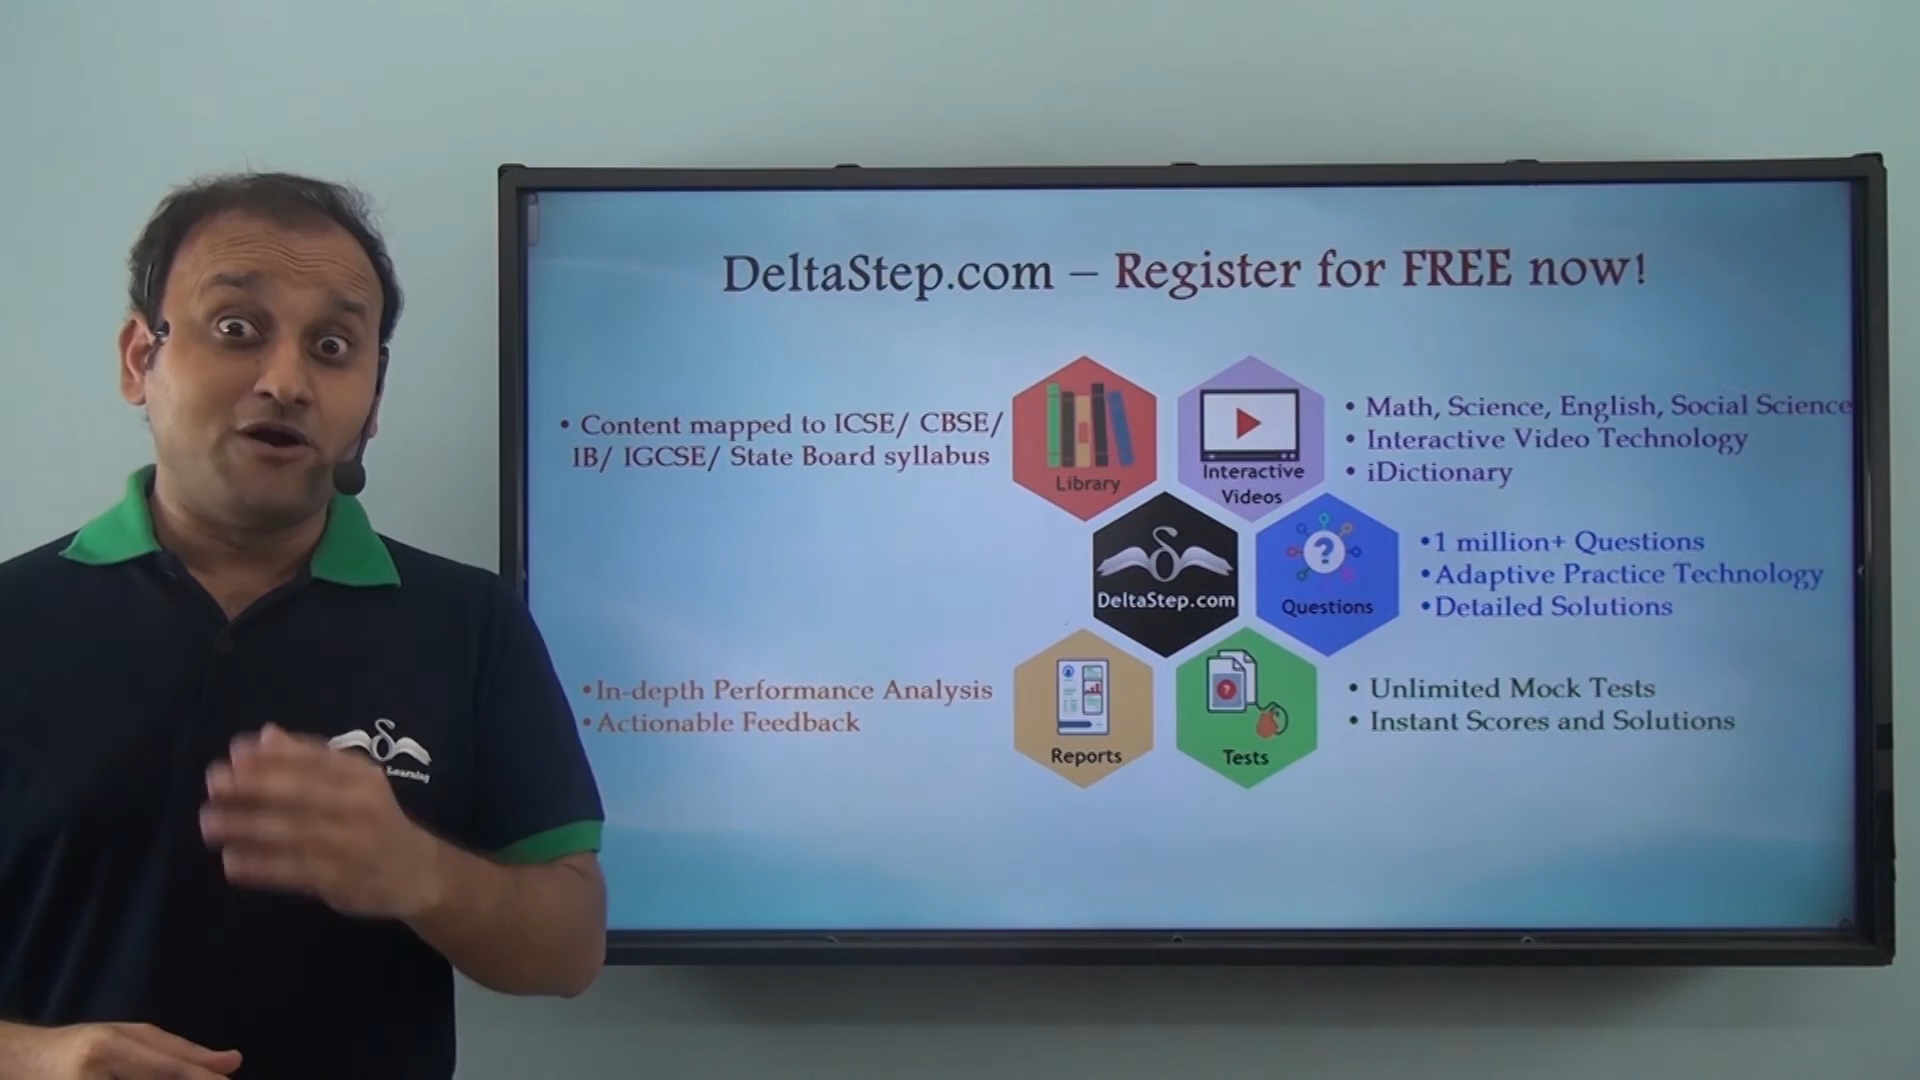 DeltaStep.com – Register for FREE now!
• Content mapped to ICSE/ CBSE/
IB/ IGCSE/ State Board syllabus
Library
Interactive
Videos
• Math, Science, English, Social Science
• Interactive Video Technology
• iDictionary
DeltaStep.com
?
Questions
•1 million+ Questions
•Adaptive Practice Technology
•Detailed Solutions
•In-depth Performance Analysis
•Actionable Feedback
Reports
?
Tests
• Unlimited Mock Tests
• Instant Scores and Solutions
Learning